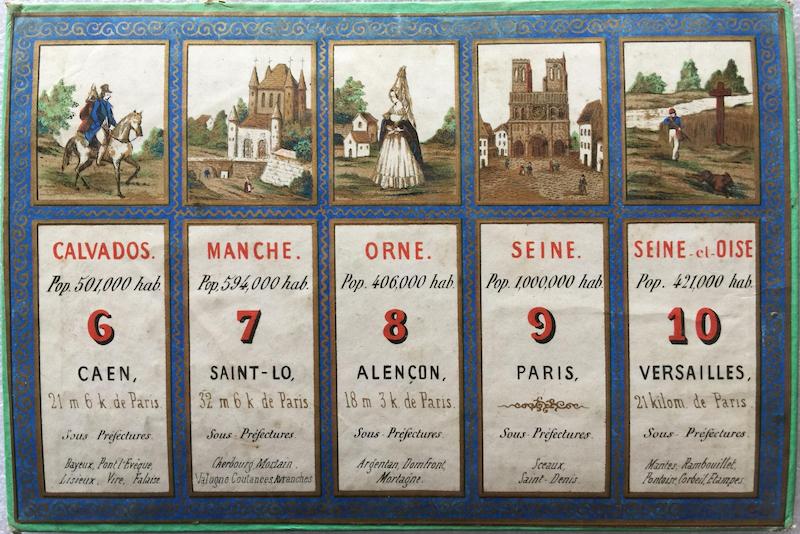 CALVADOS.
Pop. 501,000 hab.
6
CAEN,
21 m 6 k de Paris.
Sous-Préfectures.
Bayeux, Pont l'Evêque,
Lisieux, Vire, Falaise
MANCHE.
Pop. 594,000 hab.
7
SAINT-LO,
32 m 6 k de Paris.
Sous-Préfectures.
Cherbourg, Mortain,
Valogne, Coutances, Avranches
ORNE.
Pop. 406,000 hab.
8
ALENÇON,
18 m 3 k de Paris.
Sous-Préfectures.
Argentan, Domfront,
Mortagne.
SEINE.
Pop. 1,000,000 hab.
9
PARIS,
Sous-Préfectures.
Sceaux,
Saint-Denis.
SEINE-et-OISE
Pop. 421,000 hab.
10
VERSAILLES,
21 kilom. de Paris
Sous-Préfectures.
Mantes, Rambouillet,
Pontoise, Corbeil, Etampes.